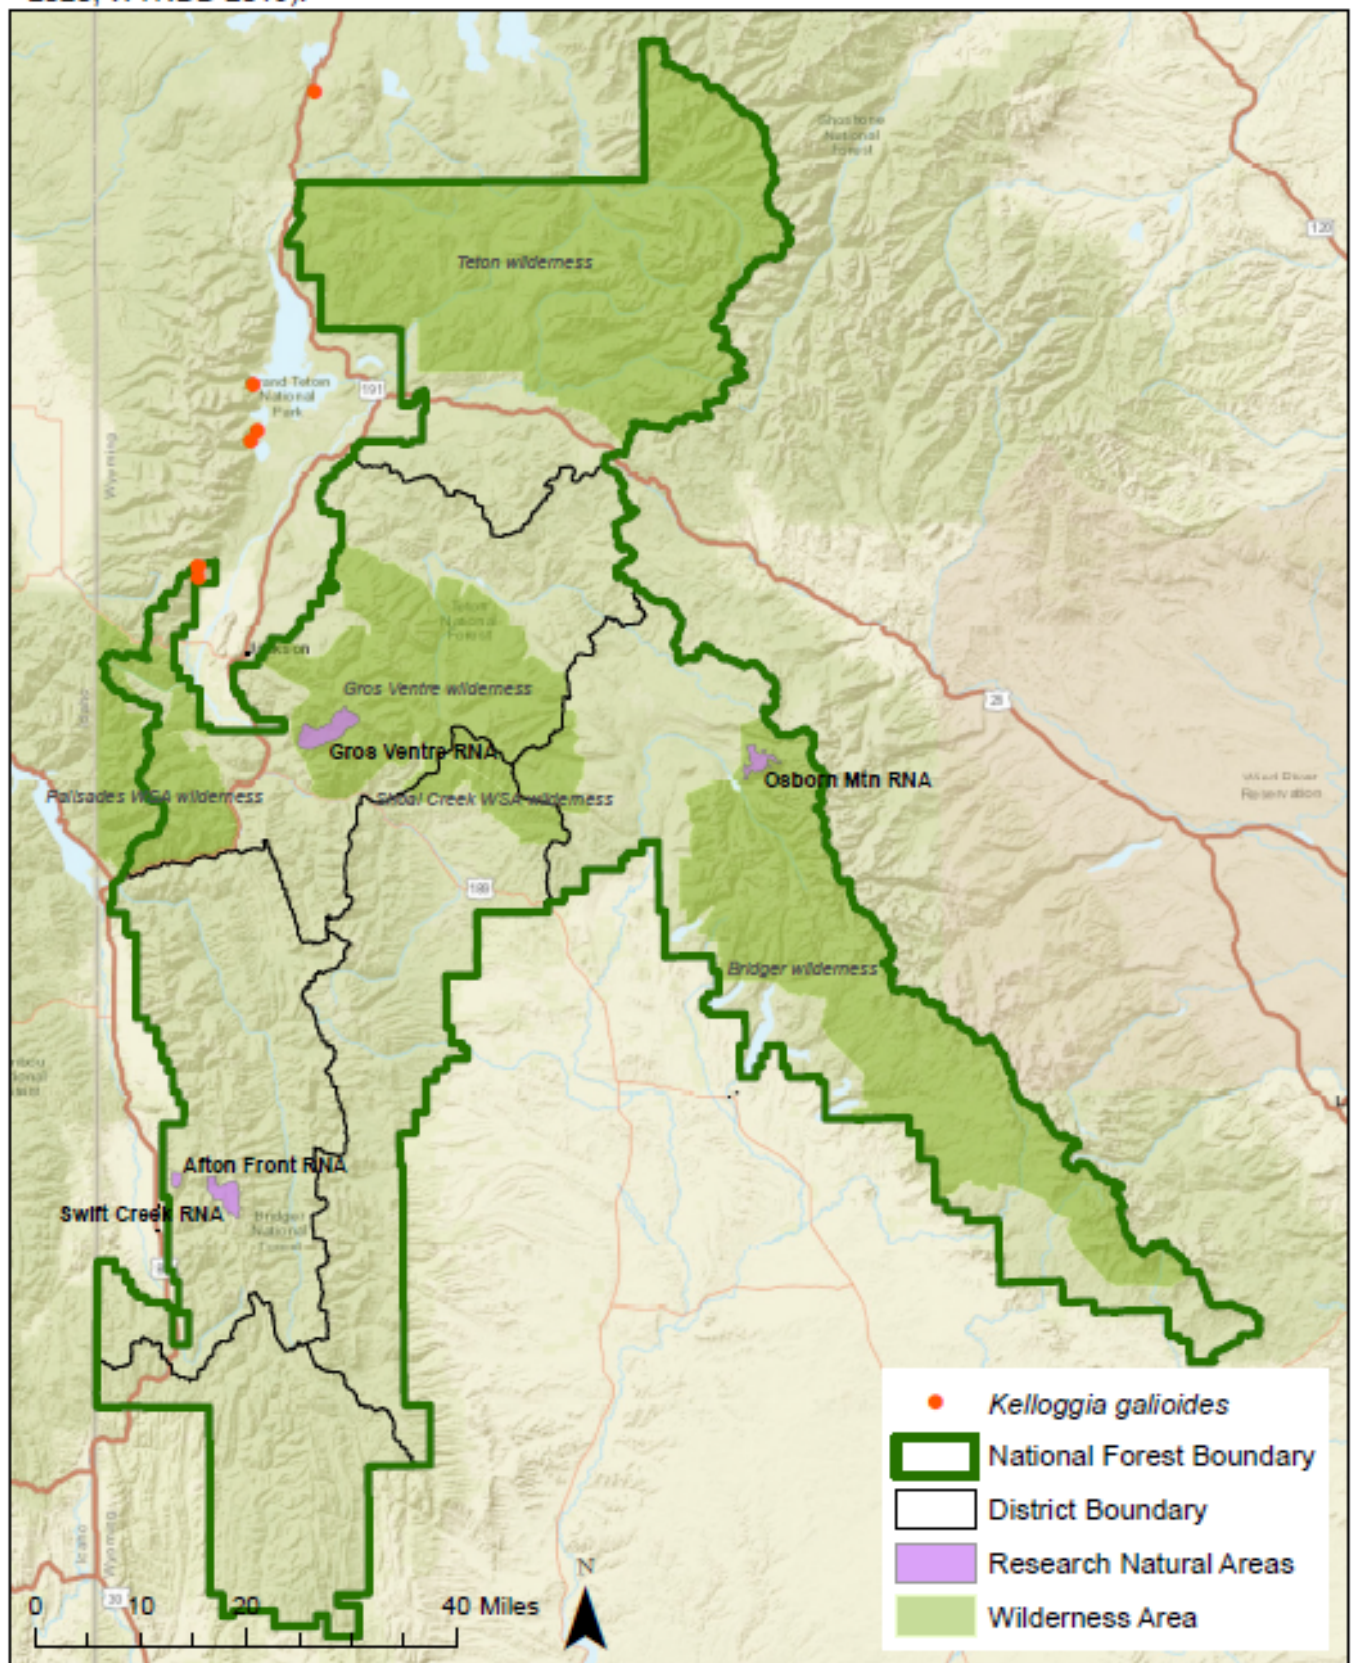 Shoshone
National
Forest
120
Teton wilderness
Grand Teton
National
Park
191
Wyoming
Teton
National
Forest
Jackson
Gros Ventre wilderness
Idaho
26
Gros Ventre RNA
Osborn Mtn RNA
Wind River
Reservation
Palisades WSA wilderness
Shoal Creek WSA wilderness
189
Bridger wilderness
Afton Front RNA
Swift Creek RNA
Bridger
National
Forest
Kelloggia galioides
National Forest Boundary
District Boundary
Research Natural Areas
Wilderness Area
Idaho
Wyoming
30
N
0 10 20 40 Miles